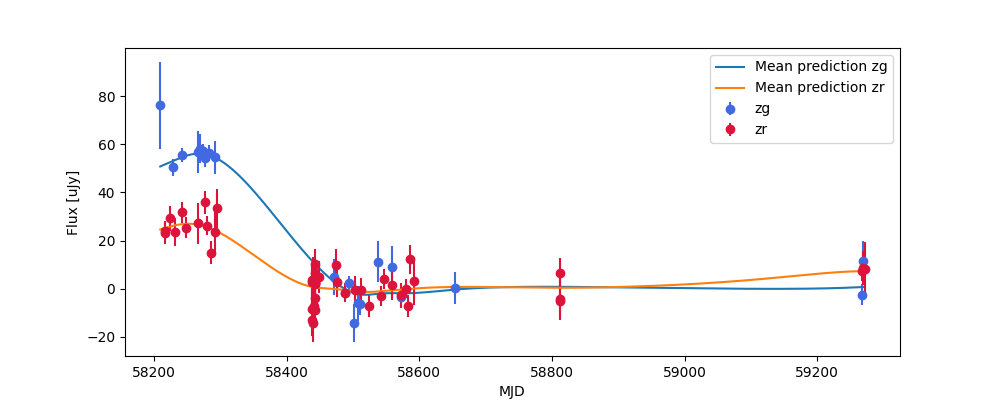 Mean prediction zg
Mean prediction zr
zg
zr
80
60
40
20
0
−20
Flux [uJy]
58200 58400 58600 58800 59000 59200
MJD